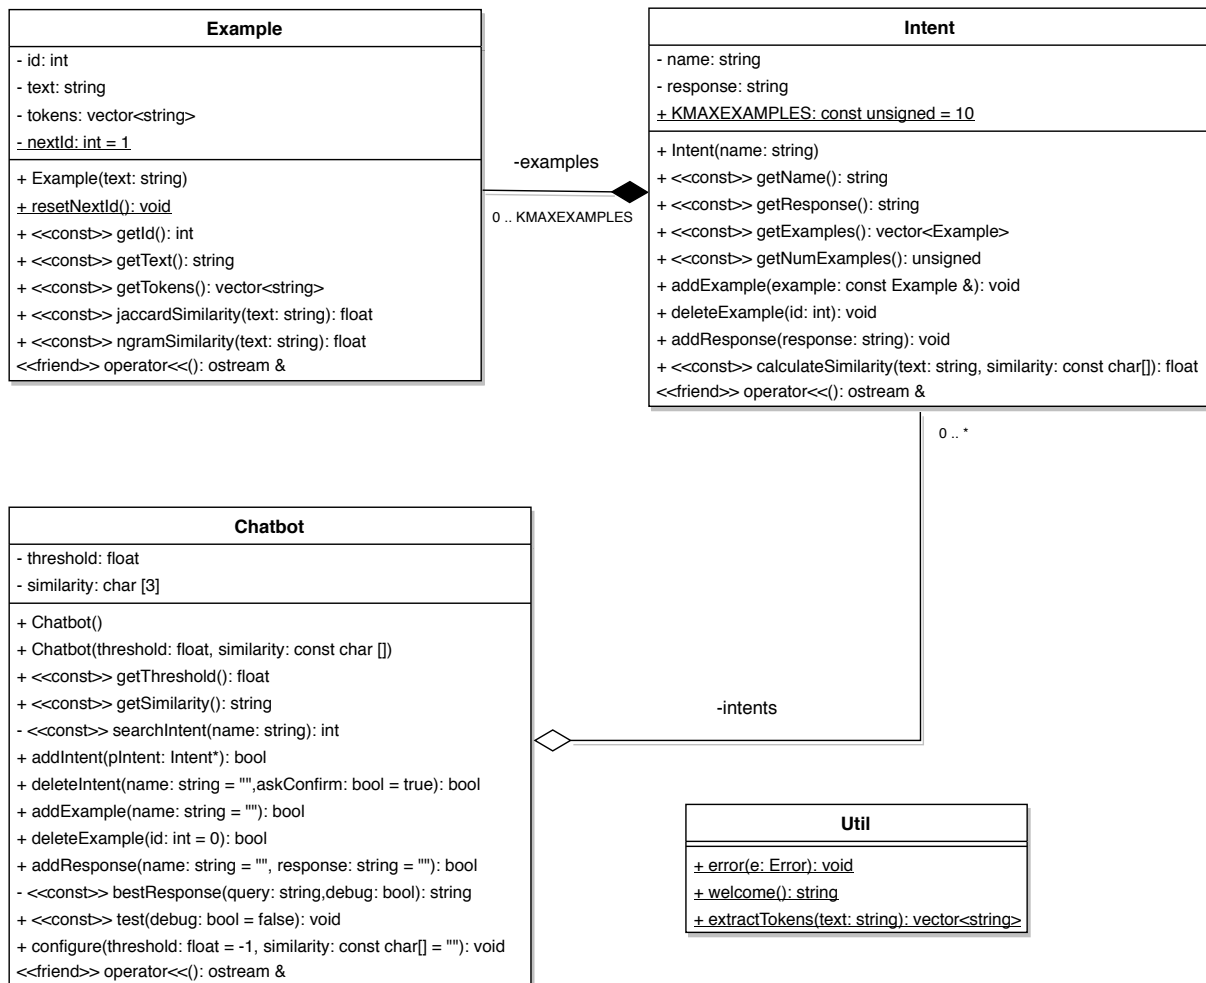 Example
- id: int
- text: string
- tokens: vector<string>
- nextId: int = 1
+ Example(text: string)
+ resetNextId(): void
+ <<const>> getId(): int
+ <<const>> getText(): string
+ <<const>> getTokens(): vector<string>
+ <<const>> jaccardSimilarity(text: string): float
+ <<const>> ngramSimilarity(text: string): float
<<friend>> operator<<(): ostream &
-examples
0 .. KMAXEXAMPLES
Intent
- name: string
- response: string
+ KMAXEXAMPLES: const unsigned = 10
+ Intent(name: string)
+ <<const>> getName(): string
+ <<const>> getResponse(): string
+ <<const>> getExamples(): vector<Example>
+ <<const>> getNumExamples(): unsigned
+ addExample(example: const Example &): void
+ deleteExample(id: int): void
+ addResponse(response: string): void
+ <<const>> calculateSimilarity(text: string, similarity: const char[]): float
<<friend>> operator<<(): ostream &
0 .. *
Chatbot
- threshold: float
- similarity: char [3]
+ Chatbot()
+ Chatbot(threshold: float, similarity: const char [])
+ <<const>> getThreshold(): float
+ <<const>> getSimilarity(): string
- <<const>> searchIntent(name: string): int
+ addIntent(pIntent: Intent*): bool
+ deleteIntent(name: string = "",askConfirm: bool = true): bool
+ addExample(name: string = ""): bool
+ deleteExample(id: int = 0): bool
+ addResponse(name: string = "", response: string = ""): bool
- <<const>> bestResponse(query: string,debug: bool): string
+ <<const>> test(debug: bool = false): void
+ configure(threshold: float = -1, similarity: const char[] = ""): void
<<friend>> operator<<(): ostream &
-intents
Util
+ error(e: Error): void
+ welcome(): string
+ extractTokens(text: string): vector<string>